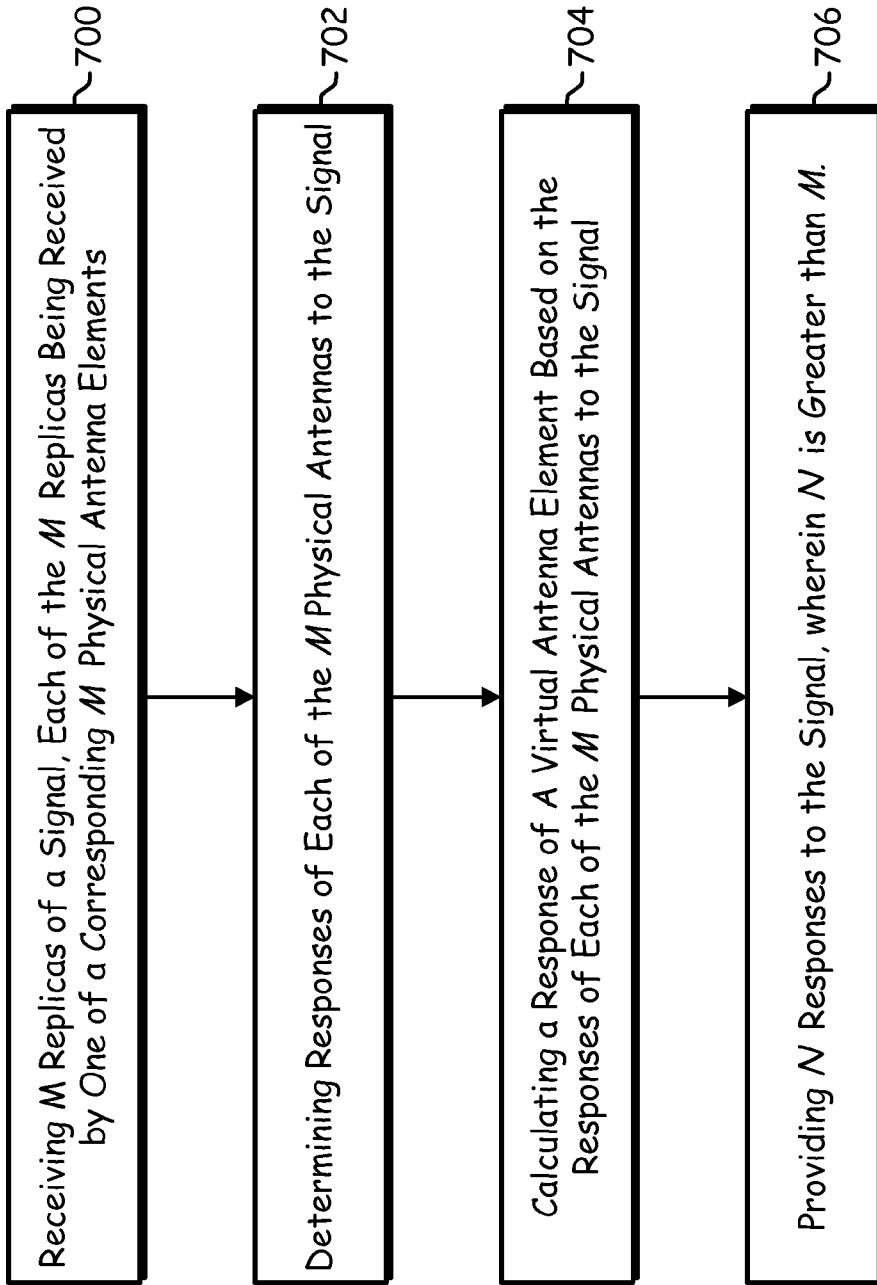 Receiving M Replicas of a Signal, Each of the M Replicas Being Received
by One of a Corresponding M Physical Antenna Elements
700
Determining Responses of Each of the M Physical Antennas to the Signal
702
Calculating a Response of A Virtual Antenna Element Based on the
Responses of Each of the M Physical Antennas to the Signal
704
Providing N Responses to the Signal, wherein N is Greater than M.
706